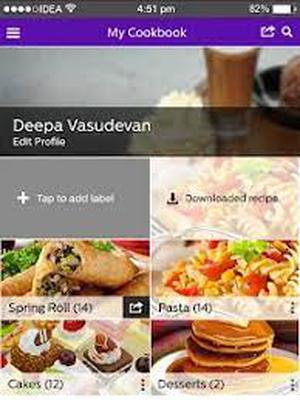 IDEA 4:51 pm 82%
My Cookbook
Deepa Vasudevan
Edit Profile
Tap to add label
Downloaded recipe
Spring Roll (14)
Pasta (14)
Cakes (12)
Desserts (2)